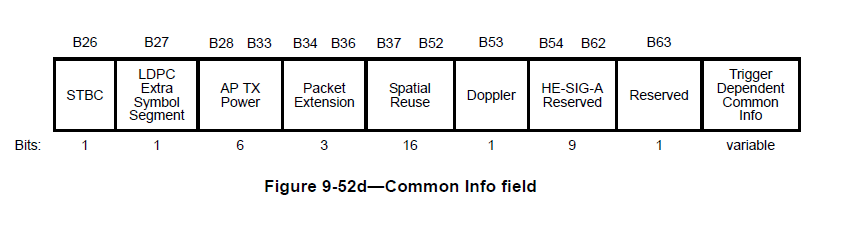 B26 B27 B28 B33 B34 B36 B37 B52 B53 B54 B62 B63
STBC
LDPC
Extra
Symbol
Segment
AP TX
Power
Packet
Extension
Spatial
Reuse
Doppler
HE-SIG-A
Reserved
Reserved
Trigger
Dependent
Common
Info
Bits: 1 1 6 3 16 1 9 1 variable
Figure 9-52d—Common Info field